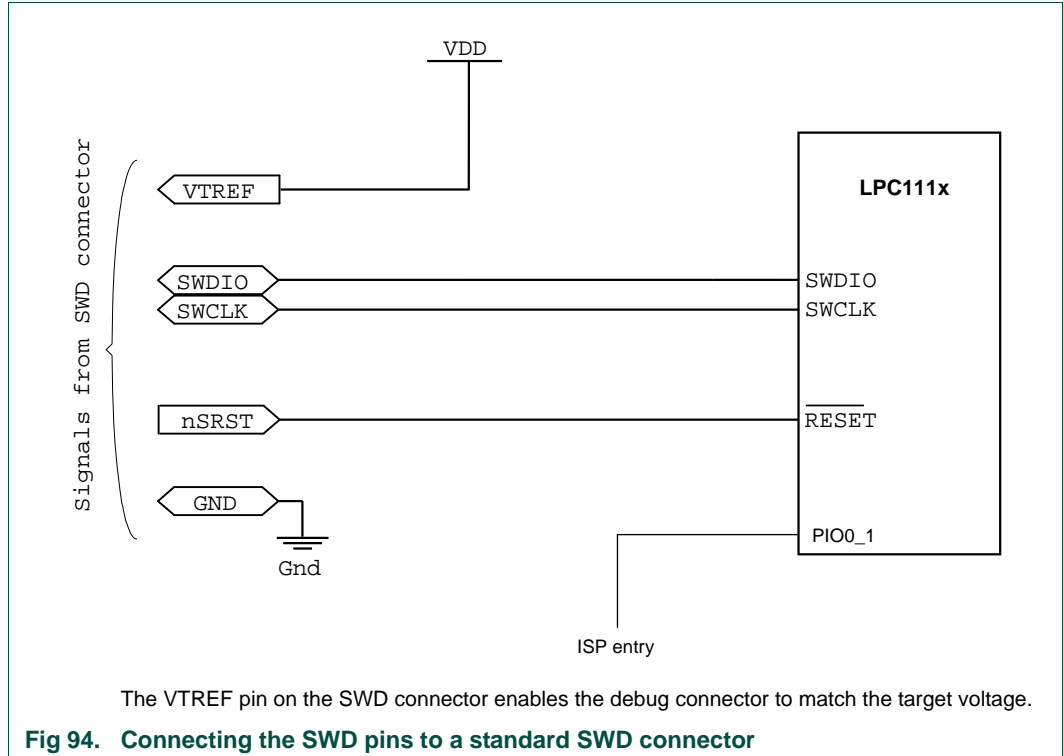 VDD
Signals from SWD connector
VTREF
LPC111x
SWDIO
SWDIO
SWCLK
SWCLK
nSRST
RESET
GND
Gnd
PIO0_1
ISP entry
The VTREF pin on the SWD connector enables the debug connector to match the target voltage.
Fig 94. Connecting the SWD pins to a standard SWD connector